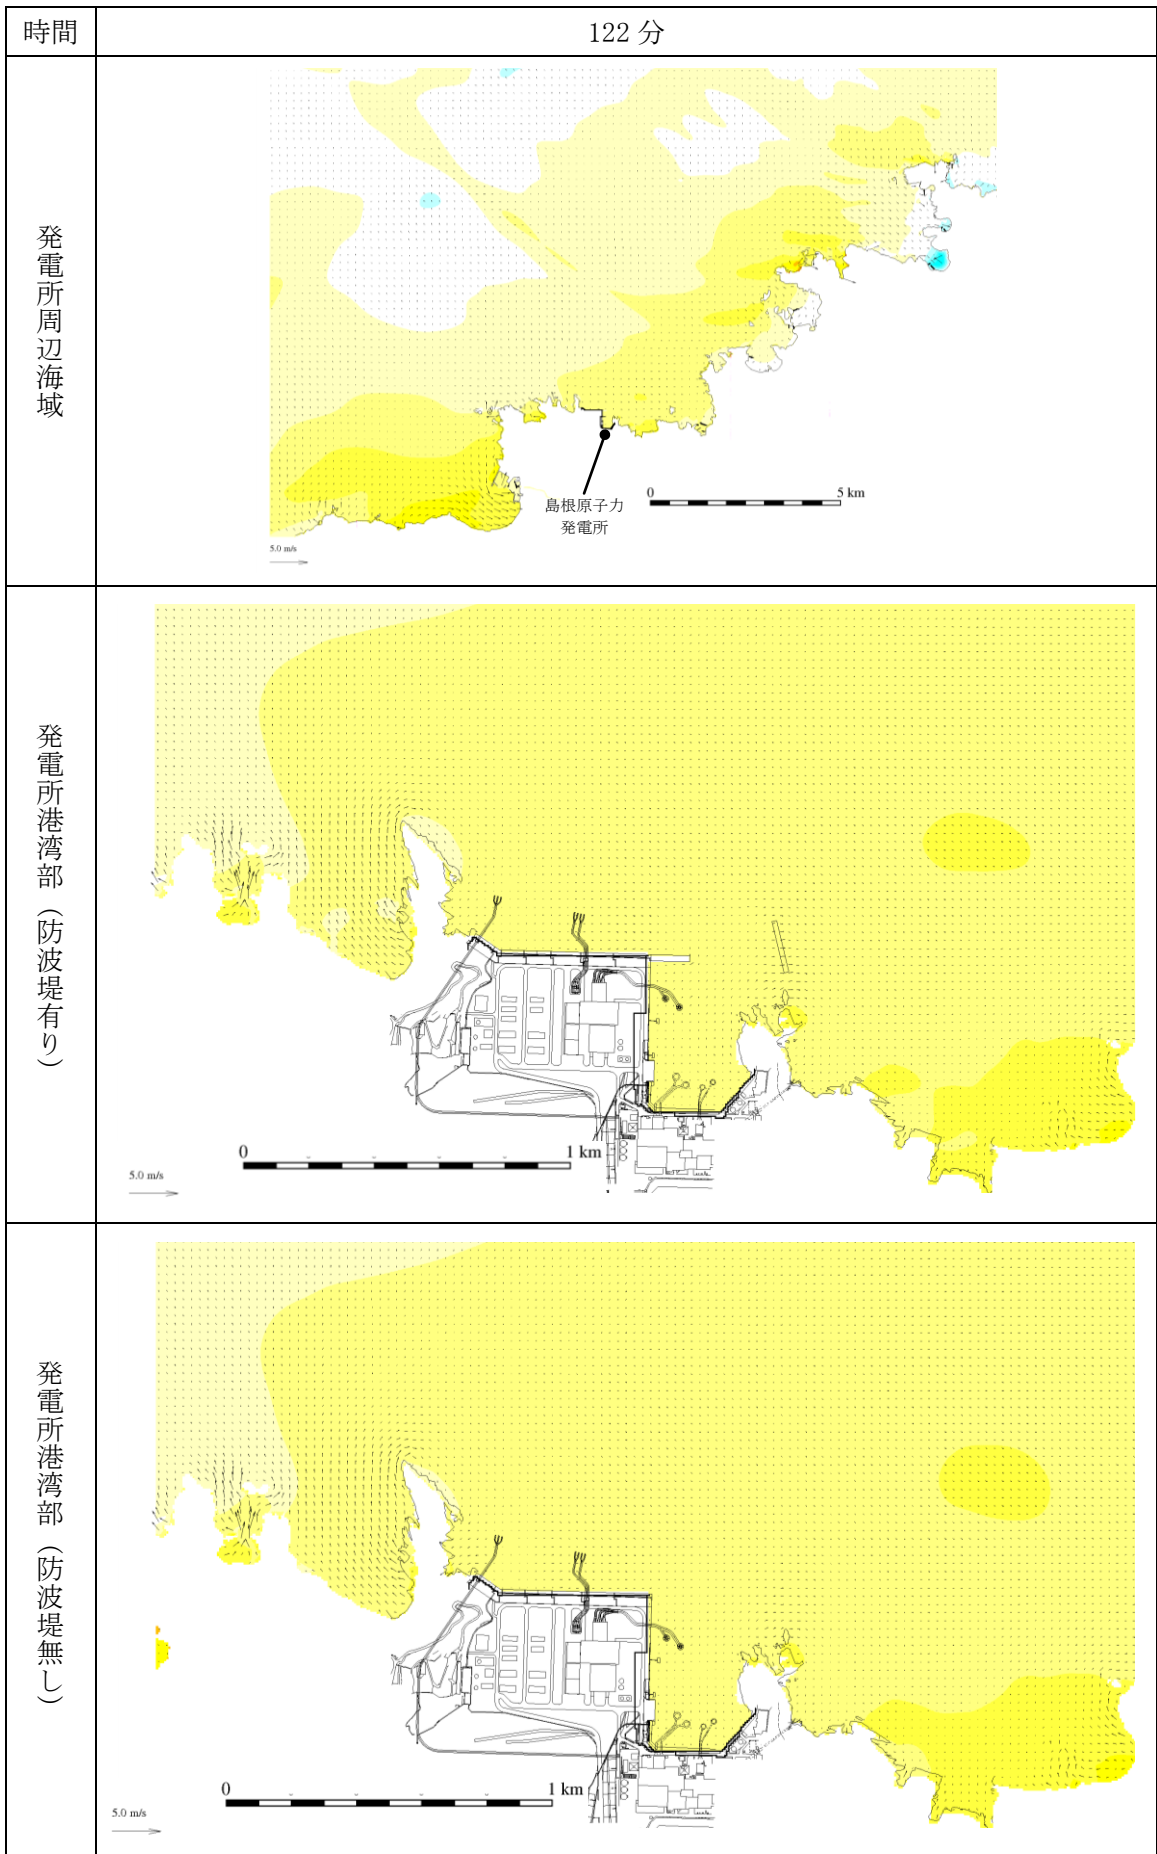 時間
122 分
発電所周辺海域
島根原子力
発電所
0
5 km
5.0 m/s
発電所港湾部（防波堤有り）
0
1 km
5.0 m/s
発電所港湾部（防波堤無し）
0
1 km
5.0 m/s